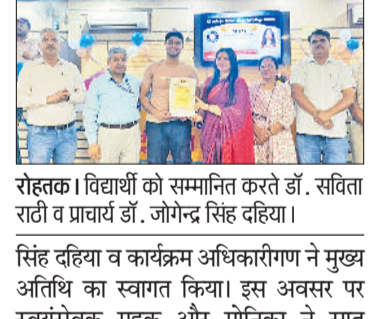 रोहतक। विद्यार्थी को सम्मानित करते डॉ. सविता
राठी व प्राचार्य डॉ. जोगेन्द्र सिंह दहिया।
सिंह दहिया व कार्यक्रम अधिकारीगण ने मुख्य
अतिथि का स्वागत किया। इस अवसर पर